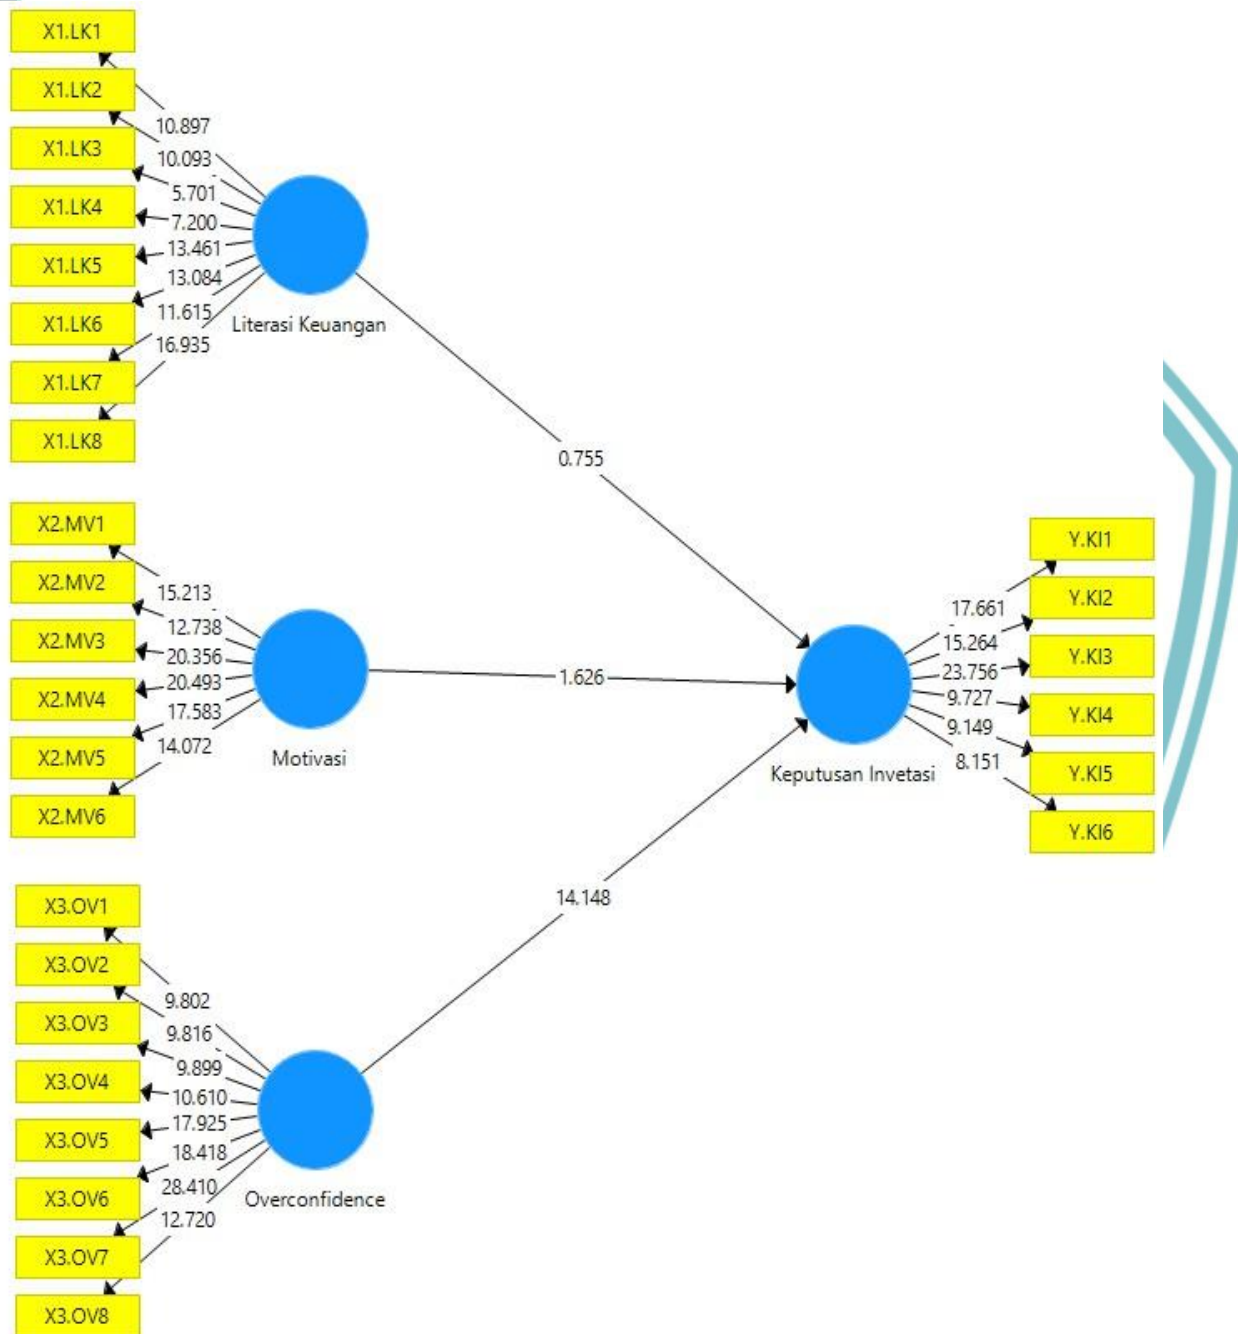 X1.LK1
X1.LK2
X1.LK3
X1.LK4
X1.LK5
X1.LK6
X1.LK7
X1.LK8
10.897
10.093
5.701
7.200
13.461
13.084
11.615
16.935
Literasi Keuangan
0.755
X2.MV1
X2.MV2
X2.MV3
X2.MV4
X2.MV5
X2.MV6
15.213
12.738
20.356
20.493
17.583
14.072
Motivasi
1.626
X3.OV1
X3.OV2
X3.OV3
X3.OV4
X3.OV5
X3.OV6
X3.OV7
X3.OV8
9.802
9.816
9.899
10.610
17.925
18.418
28.410
12.720
Overconfidence
14.148
Keputusan Invetasi
17.661
15.264
23.756
9.727
9.149
8.151
Y.KI1
Y.KI2
Y.KI3
Y.KI4
Y.KI5
Y.KI6